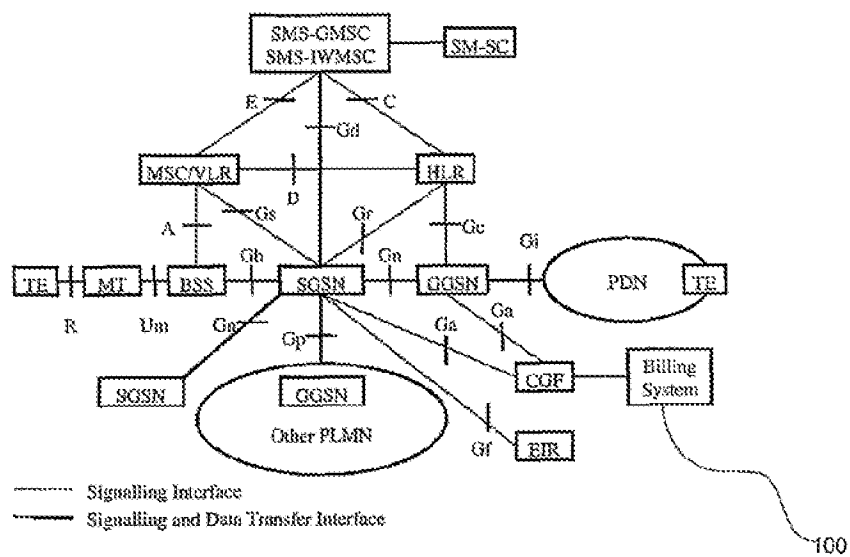 SMS-GMSC
SMS-IWMSC
SM-SC
E
C
Gd
MSC/VLR
HLR
D
A
Gs
Gr
Gc
TE
R
MT
Um
BSS
Gb
SGSN
Gn
GGSN
Gi
PDN
TE
Gn
Gp
Ga
Ga
SGSN
GGSN
Other PLMN
CGF
Billing
System
Gf
EIR
Signalling Interface
Signalling and Data Transfer Interface
100